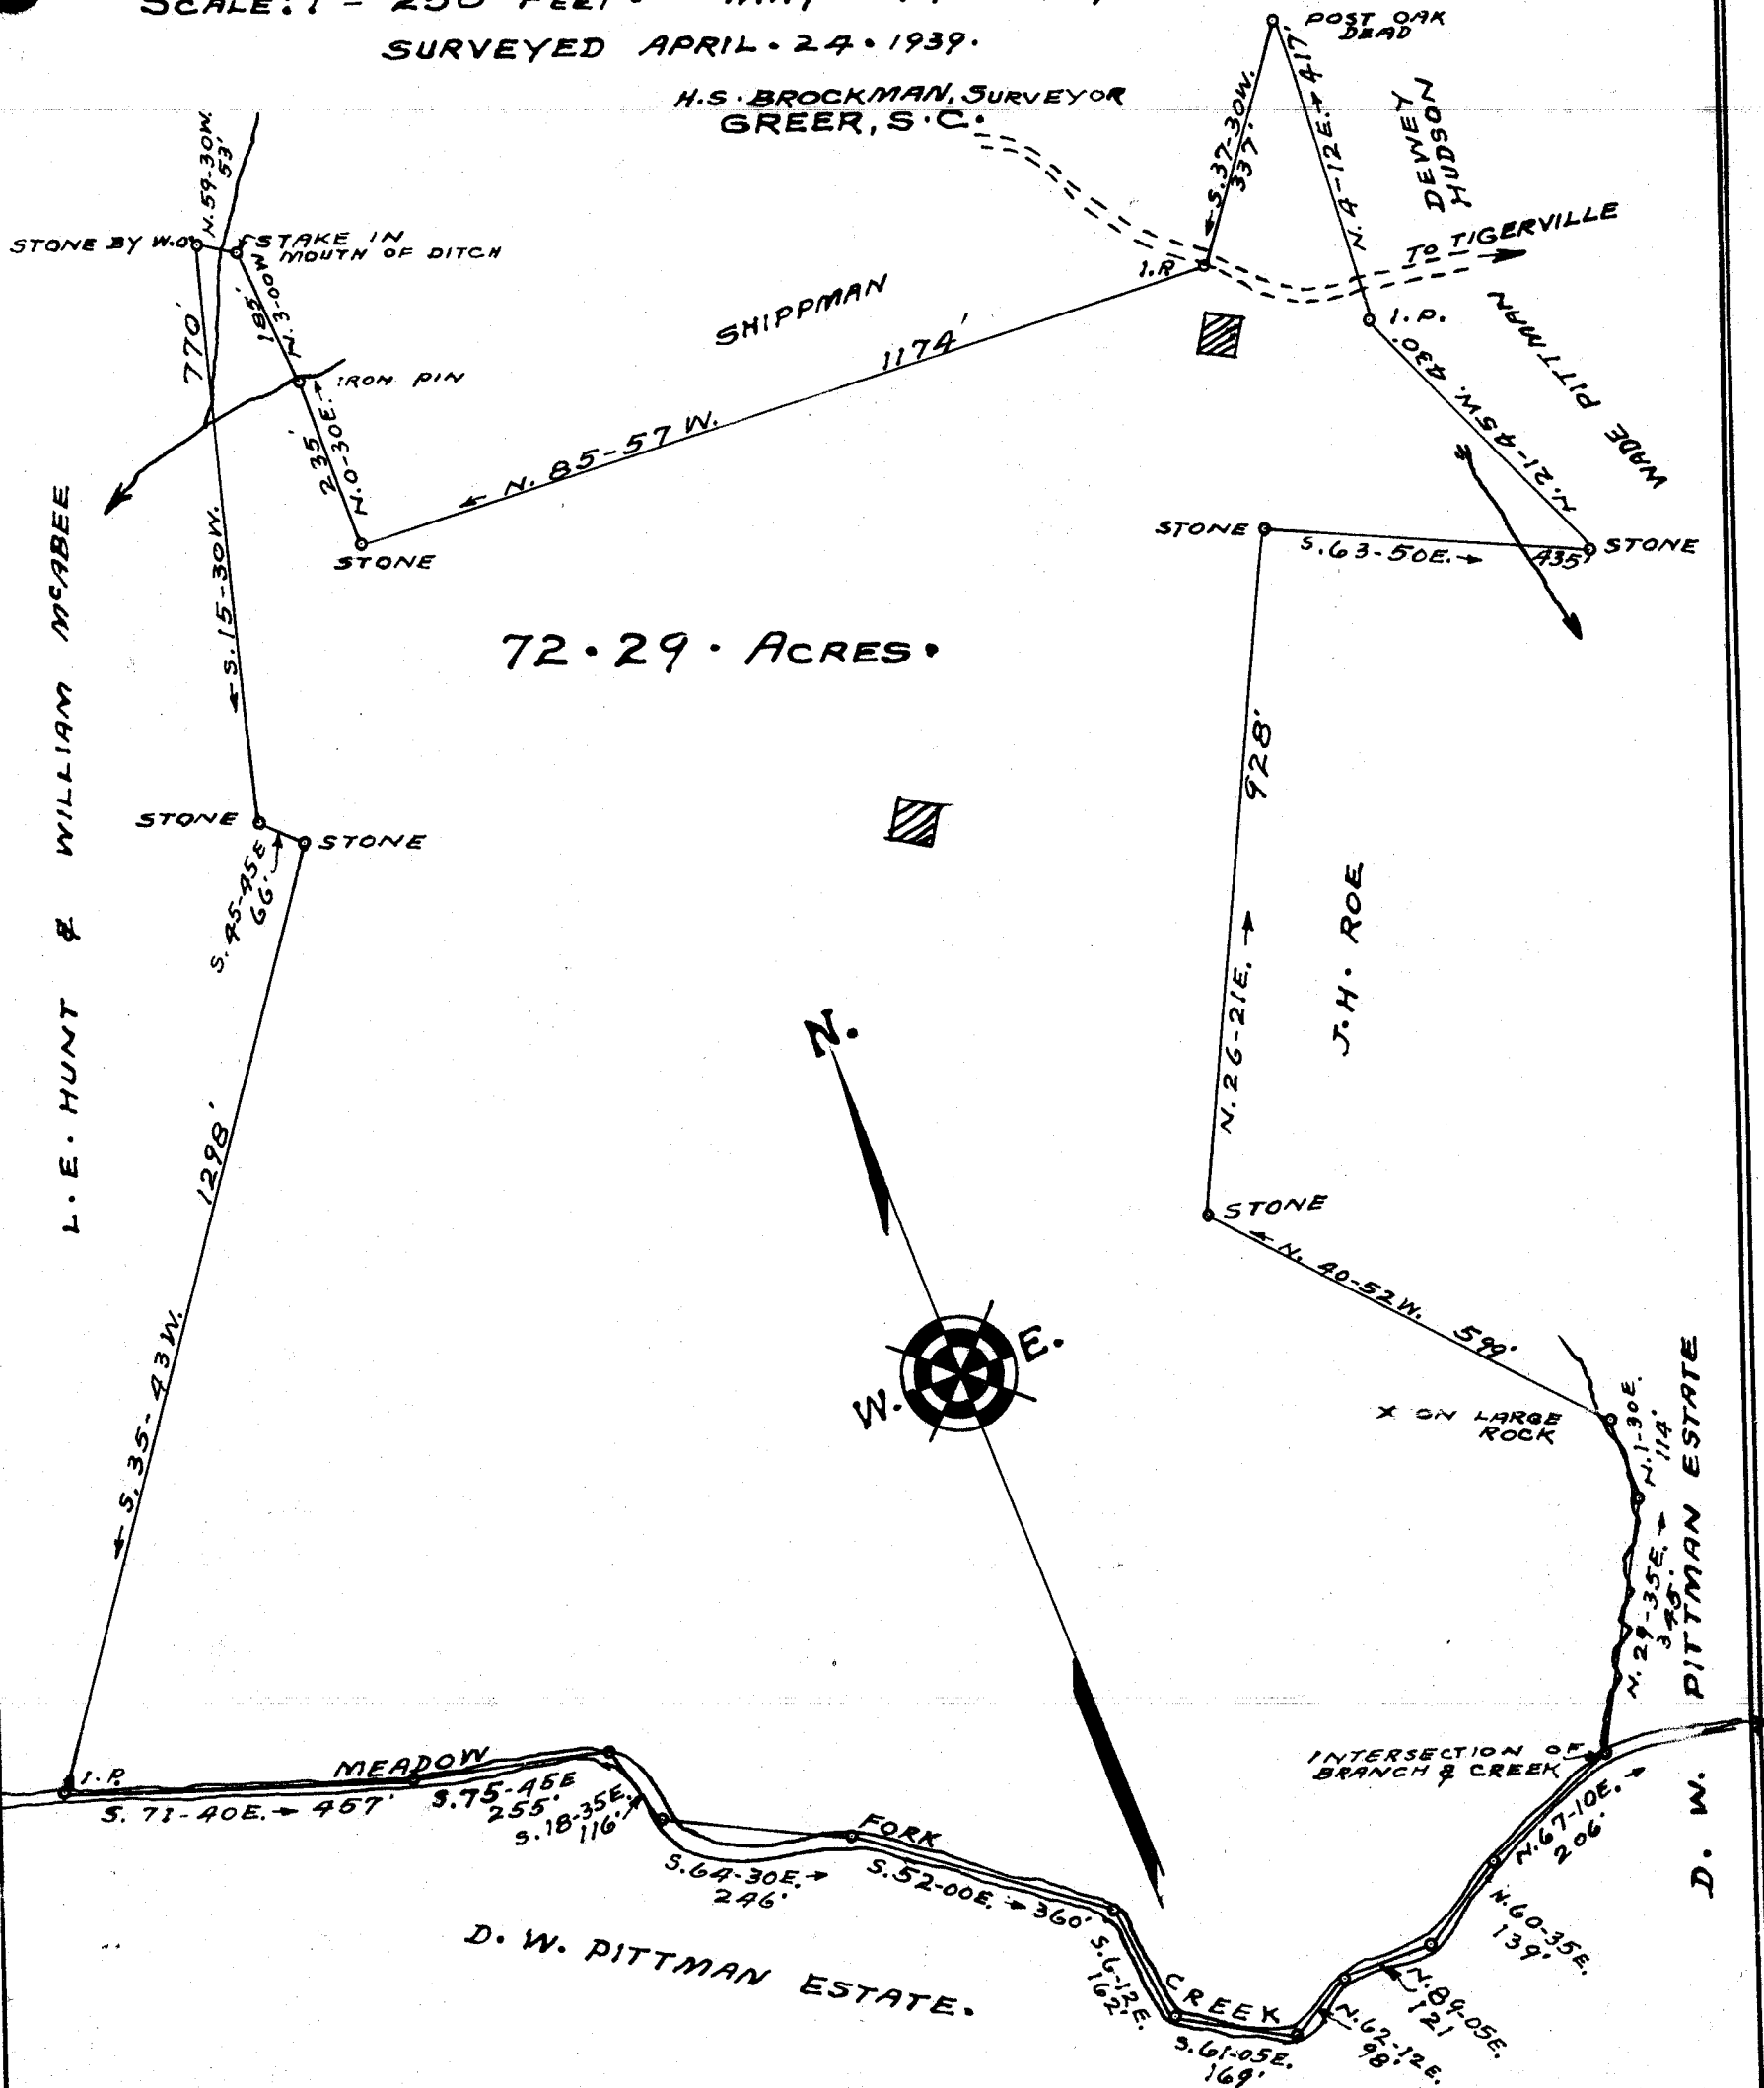 SCALE: 1" = 250 FEET.
SURVEYED APRIL. 24. 1939.
H.S. BROCKMAN, SURVEYOR
GREER, S.C.
POST OAK
DEAD
S.37-30W.
337'
N.4-12E. 417'
DEWEY
HUDSON
TO TIGERVILLE
I.P.
I.P.
WADE PITTMAN
N.21-45W. 430'
STONE BY W.O.
N.59-30W.
53'
STAKE IN
MOUTH OF DITCH
N.3-00W
185'
IRON PIN
N.0-30E.
235'
STONE
SHIPPMAN
N. 85-57 W. 1174'
770'
S.15-30W.
STONE
S.63-50E. 435'
STONE
72.29. ACRES.
L.E. HUNT & WILLIAM McABEE
STONE
STONE
S.45-45E
66'
928'
N.26-21E.
J.H. ROE
1298'
S.35-43W.
N.
E.
W.
STONE
N. 40-52W. 599'
X ON LARGE
ROCK
N.1-30E.
114'
N.29-35E.
345'
D. W. PITTMAN ESTATE
INTERSECTION OF
BRANCH & CREEK
I.P.
MEADOW
FORK
CREEK
S. 71-40E. 457'
S.75-45E
255'
S.18-35E.
116'
S.64-30E.
246'
S.52-00E. 360'
S.6-12E.
162'
S.61-05E.
169'
N.62-12E.
98'
N.89-05E.
121
N.60-35E.
139'
N.67-10E.
206'
D. W. PITTMAN ESTATE.